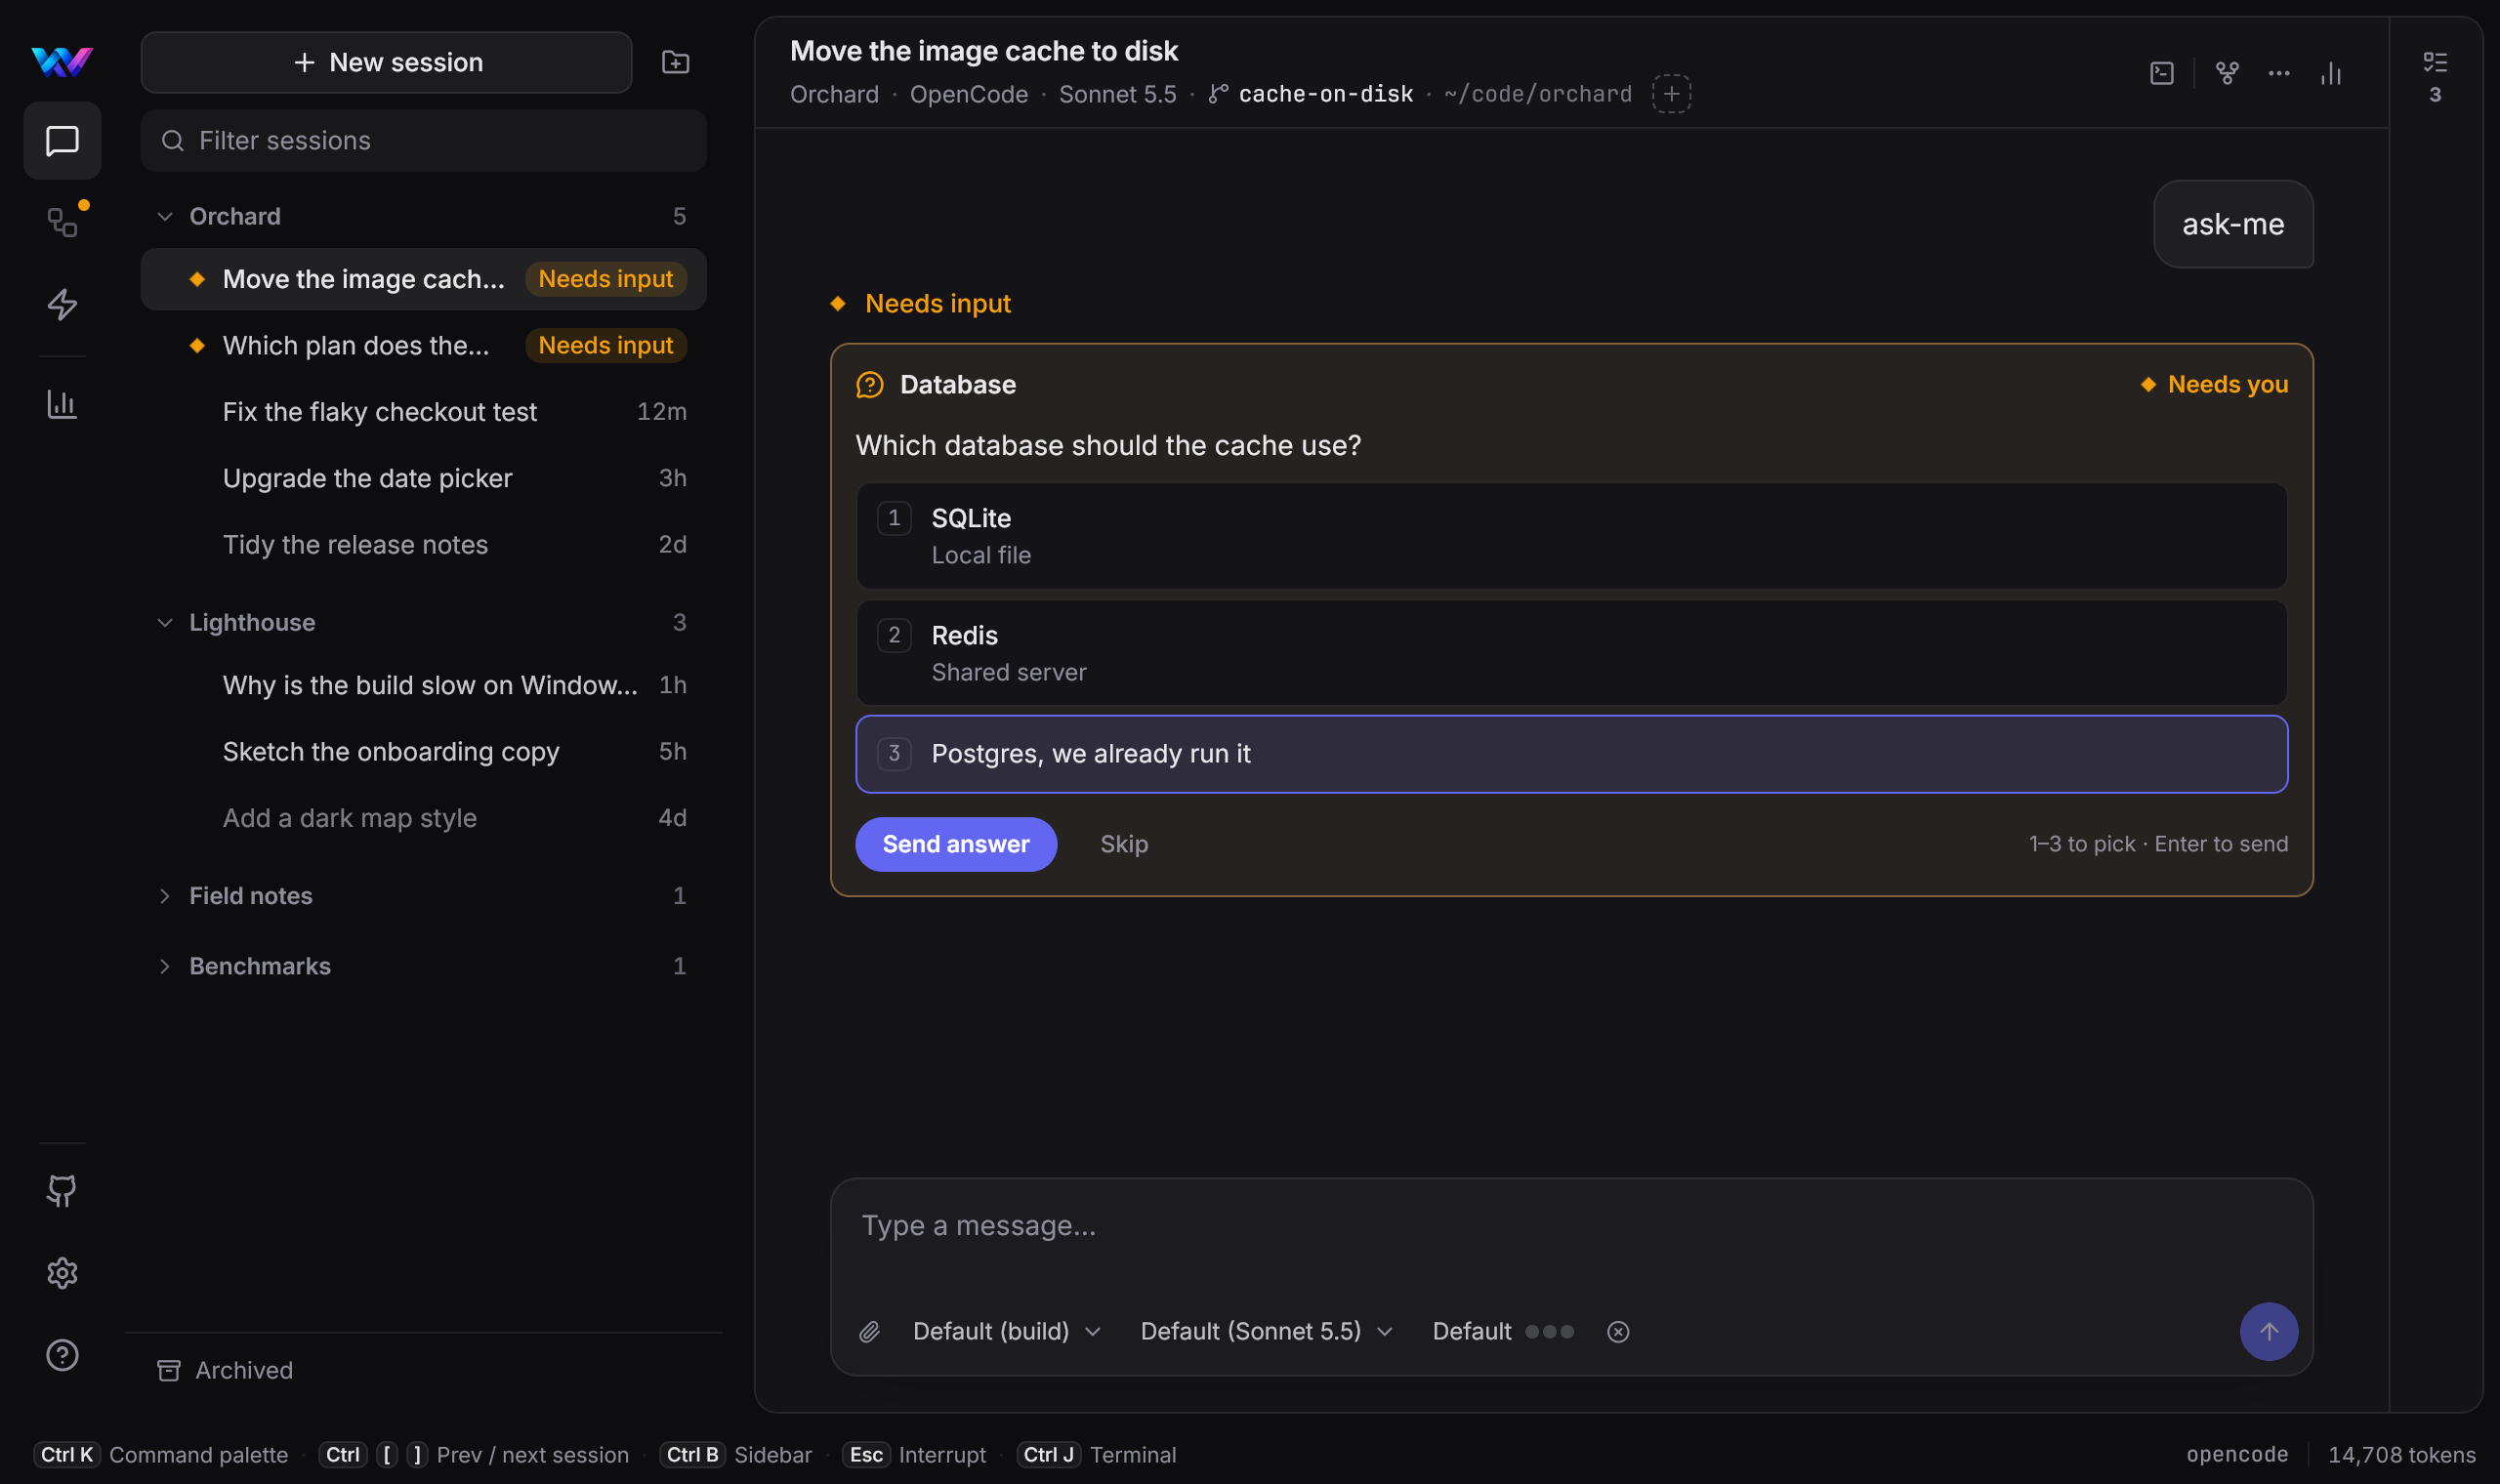 New session
Filter sessions
Orchard 5
Move the image cach... Needs input
Which plan does the... Needs input
Fix the flaky checkout test 12m
Upgrade the date picker 3h
Tidy the release notes 2d
Lighthouse 3
Why is the build slow on Window... 1h
Sketch the onboarding copy 5h
Add a dark map style 4d
Field notes 1
Benchmarks 1
Archived
Move the image cache to disk
Orchard · OpenCode · Sonnet 5.5 · cache-on-disk · ~/code/orchard
3
ask-me
Needs input
Database Needs you
Which database should the cache use?
1 SQLite
Local file
2 Redis
Shared server
3 Postgres, we already run it
Send answer Skip 1–3 to pick · Enter to send
Type a message...
Default (build) Default (Sonnet 5.5) Default
Ctrl K Command palette · Ctrl [ ] Prev / next session · Ctrl B Sidebar · Esc Interrupt · Ctrl J Terminal
opencode 14,708 tokens